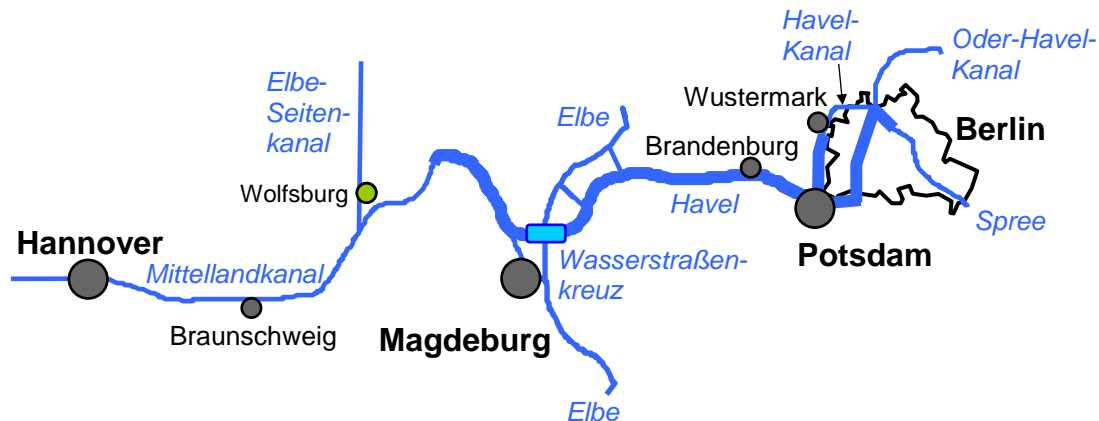 Havel-
Kanal
Oder-Havel-
Kanal
Elbe-
Seiten-
kanal
Wustermark
Elbe
Berlin
Brandenburg
Wolfsburg
Havel
Spree
Hannover
Potsdam
Mittellandkanal
Wasserstraßen-
kreuz
Braunschweig
Magdeburg
Elbe